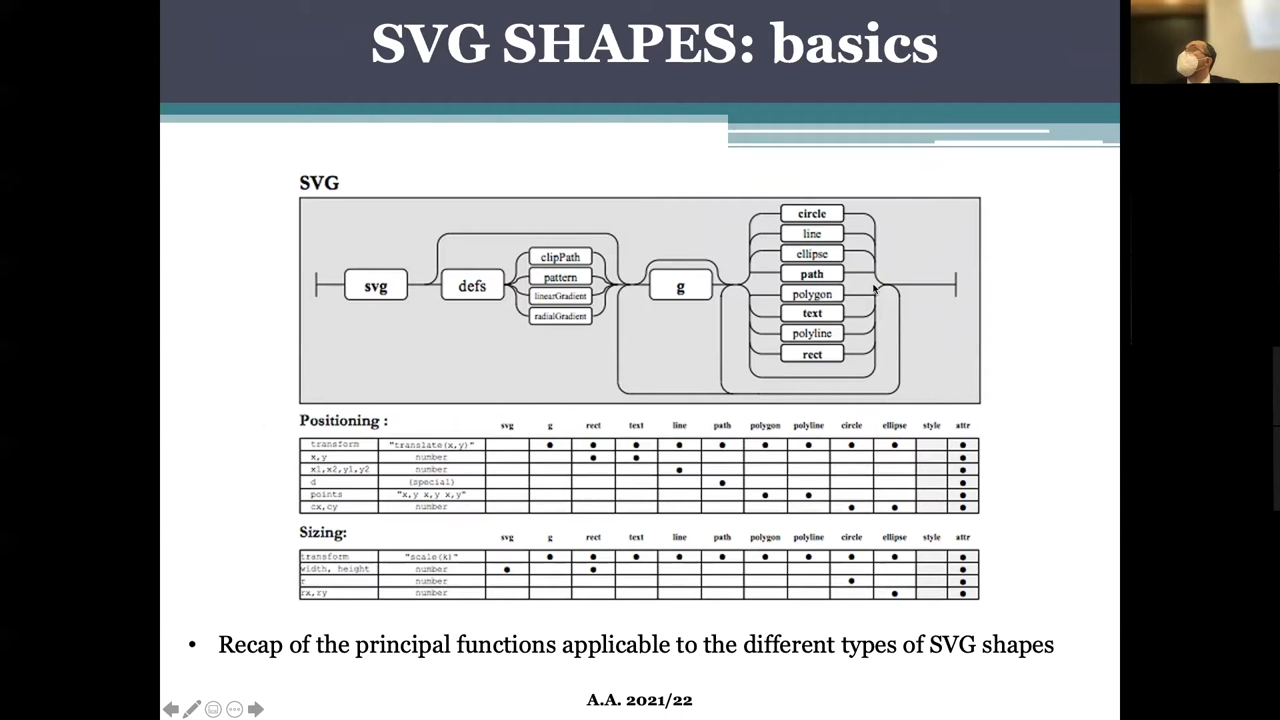 SVG SHAPES: basics
SVG
circle
line
ellipse
path
polygon
text
polyline
rect
svg
defs
clipPath
pattern
linearGradient
radialGradient
g
Positioning : svg g rect text line path polygon polyline circle ellipse style attr
transform "translate(x,y)"
x,y number
x1,x2,y1,y2 number
d (special)
points "x,y x,y x,y"
cx,cy number
Sizing: svg g rect text line path polygon polyline circle ellipse style attr
transform "scale(k)"
width, height number
r number
rx,ry number
• Recap of the principal functions applicable to the different types of SVG shapes
A.A. 2021/22